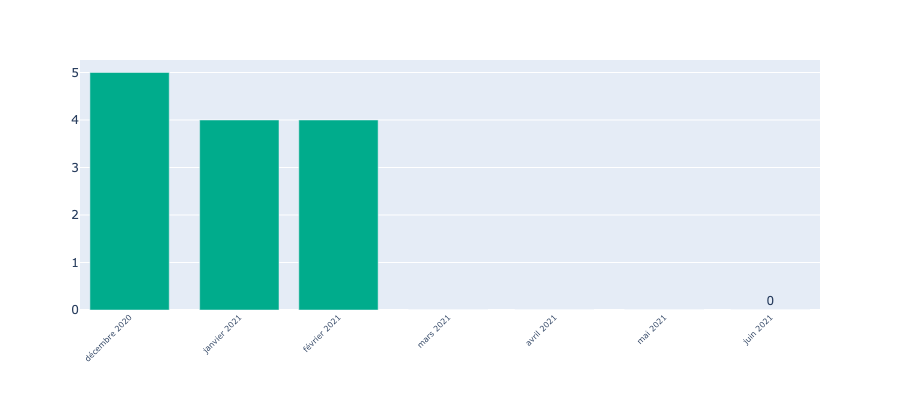 5
4
3
2
1
0
0
décembre 2020
janvier 2021
février 2021
mars 2021
avril 2021
mai 2021
juin 2021